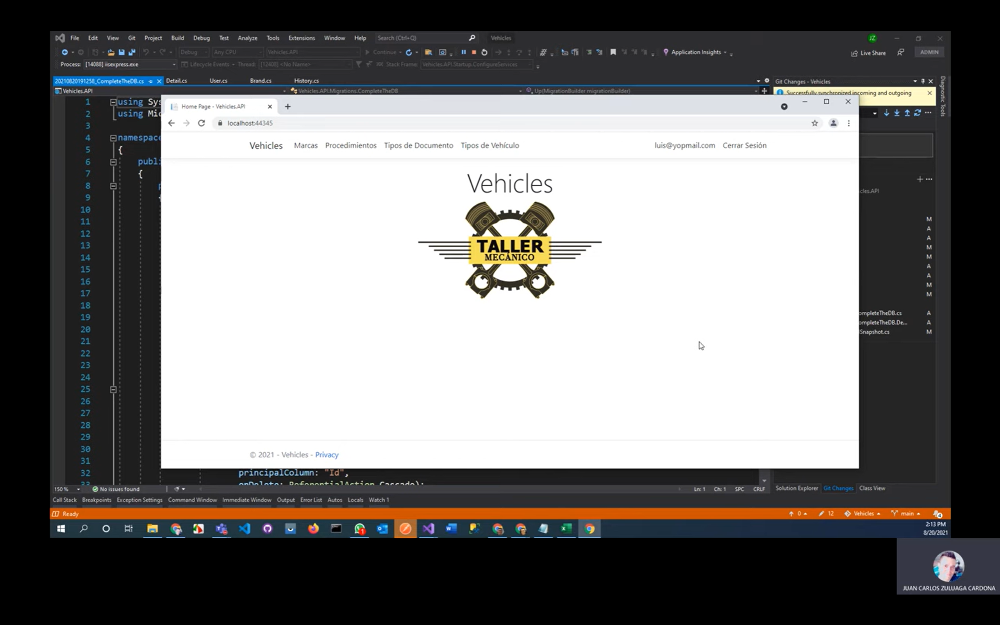 File Edit View Git Project Build Debug Test Analyze Tools Extensions Window Help Search (Ctrl+Q) Vehicles JZ
Debug Any CPU Vehicles.API Continue Application Insights Live Share ADMIN
Process: [14088] iisexpress.exe Lifecycle Events Thread: [12408] <No Name> Stack Frame: Vehicles.API.Startup.ConfigureServices
20210820191258_CompleteTheDB.cs Detail.cs User.cs Brand.cs History.cs Git Changes - Vehicles Diagnostic Tools
Vehicles.API Vehicles.API.Migrations.CompleteTheDB Up(MigrationBuilder migrationBuilder)
Successfully synchronized incoming and outgoing
1 using Sys
2 using Mic
3
4 namespace
5 {
6 publi
7 {
8 p
9 {
10
11
12
13
14
15
16
17
18
19
20
21
22
23
24
25
26
27
28
29
30
31
32 principalColumn: "Id",
33 onDelete: ReferentialAction.Cascade);
Home Page - Vehicles.API
localhost:44345
Vehicles Marcas Procedimientos Tipos de Documento Tipos de Vehículo luis@yopmail.com Cerrar Sesión
Vehicles
TALLER
MECÁNICO
© 2021 - Vehicles - Privacy
cles.API
M
A
A
M
M
A
A
M
M
ompleteTheDB.cs A
ompleteTheDB.De... A
Snapshot.cs M
150 % No issues found Ln: 1 Ch: 1 SPC CRLF Solution Explorer Git Changes Class View
Call Stack Breakpoints Exception Settings Command Window Immediate Window Output Error List Autos Locals Watch 1
Ready 0 12 Vehicles main 4
2:13 PM
8/20/2021
JUAN CARLOS ZULUAGA CARDONA